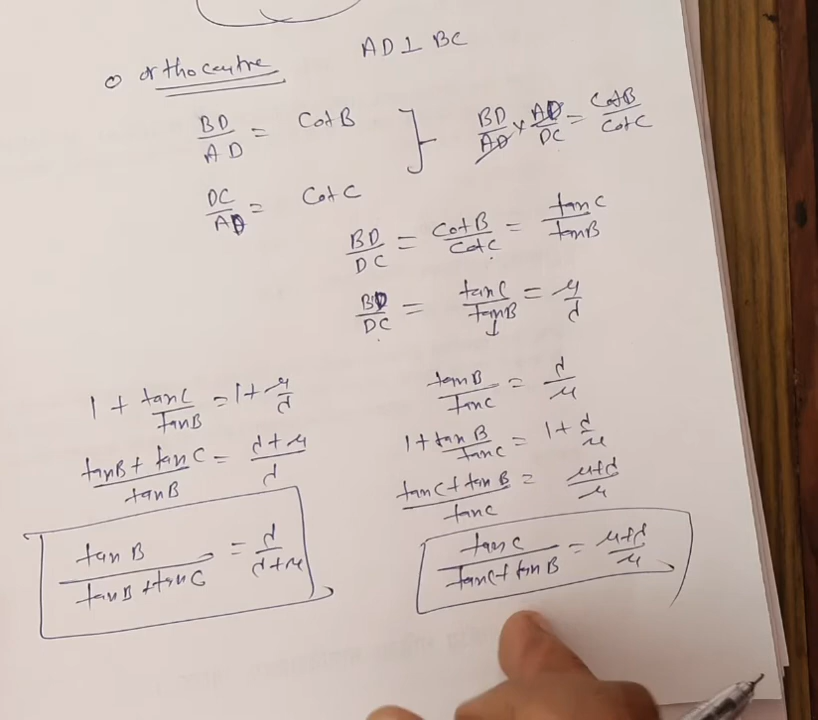 o orthocentre AD ⊥ BC
BD/AD = Cot B } BD/AD × AD/DC = Cot B/Cot C
DC/AD = Cot C
BD/DC = Cot B/Cot C = tan C/tan B
BD/DC = tan C/tan B = μ/d
1 + tan C/tan B = 1 + μ/d
tan B/tan C = d/μ
tan B + tan C/tan B = d + μ/d
1 + tan B/tan C = 1 + d/μ
tan C + tan B/tan C = μ + d/μ
tan B/tan B + tan C = d/d + μ
tan C/tan C + tan B = μ + d/μ